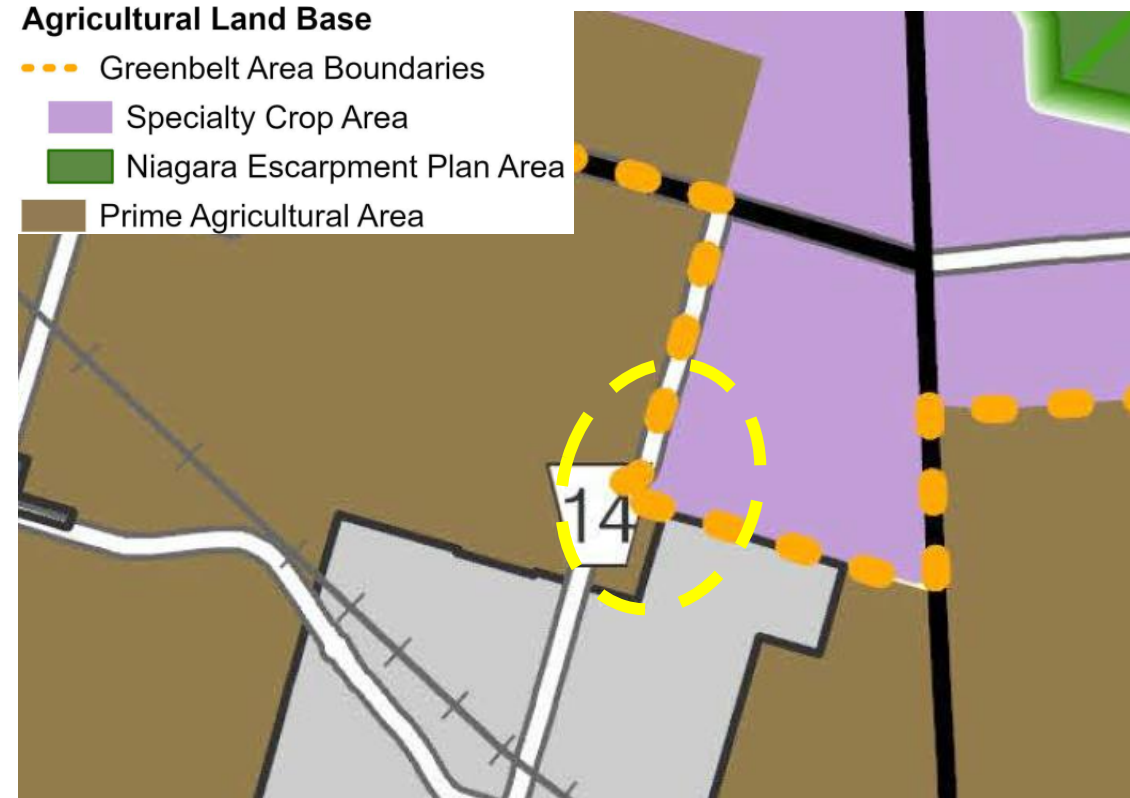 Agricultural Land Base
Greenbelt Area Boundaries
Specialty Crop Area
Niagara Escarpment Plan Area
Prime Agricultural Area
14